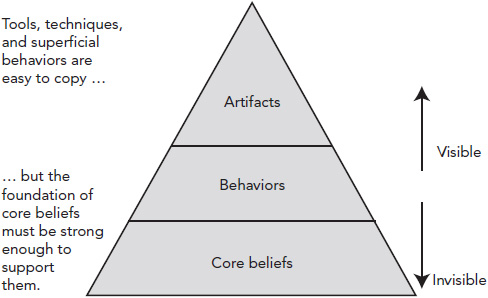 Tools, techniques,
and superficial
behaviors are
easy to copy ...
Artifacts
Visible
... but the
foundation of
core beliefs
must be strong
enough to
support
them.
Behaviors
Core beliefs
Invisible